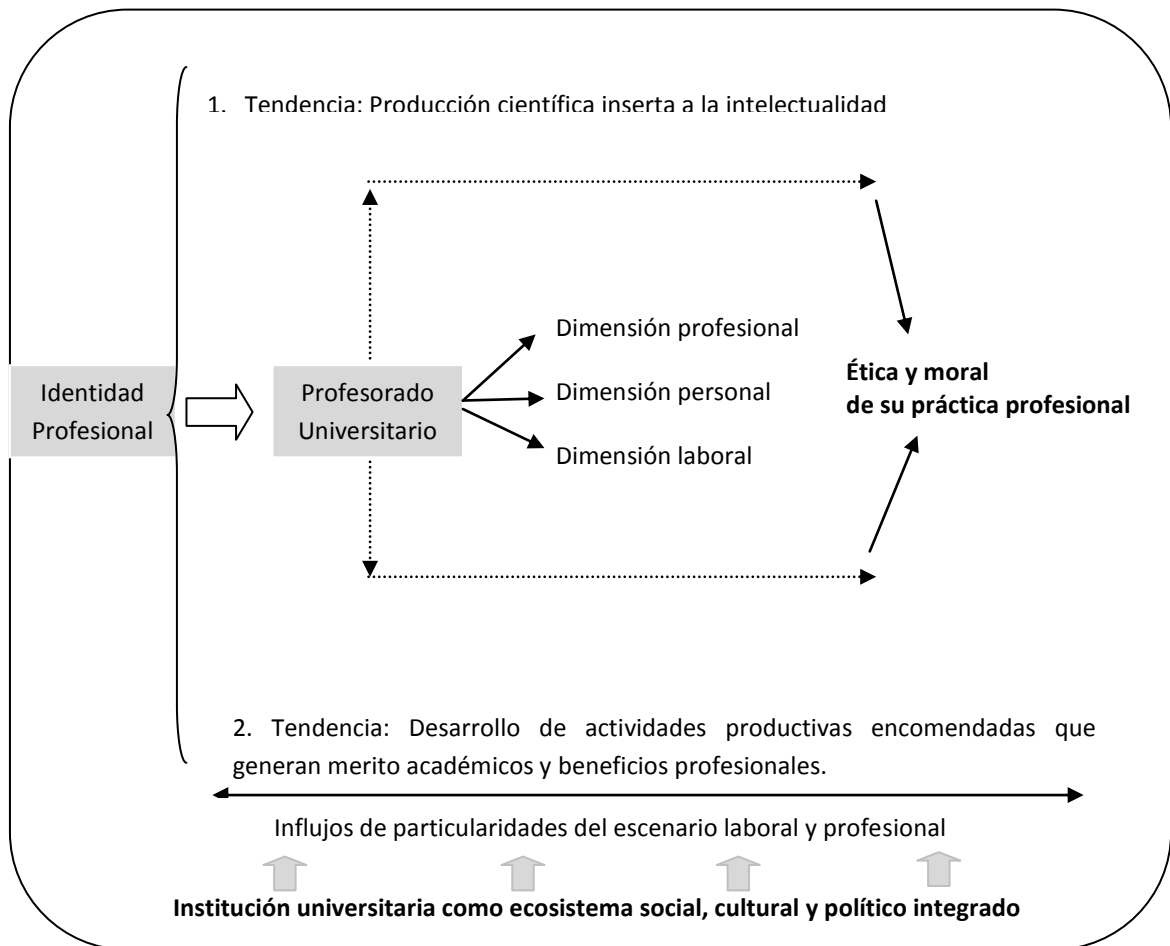 1. Tendencia: Producción científica inserta a la intelectualidad
Identidad
Profesional
Profesorado
Universitario
Dimensión profesional
Dimensión personal
Dimensión laboral
Ética y moral
de su práctica profesional
2. Tendencia: Desarrollo de actividades productivas encomendadas que
generan merito académicos y beneficios profesionales.
Influjos de particularidades del escenario laboral y profesional
Institución universitaria como ecosistema social, cultural y político integrado